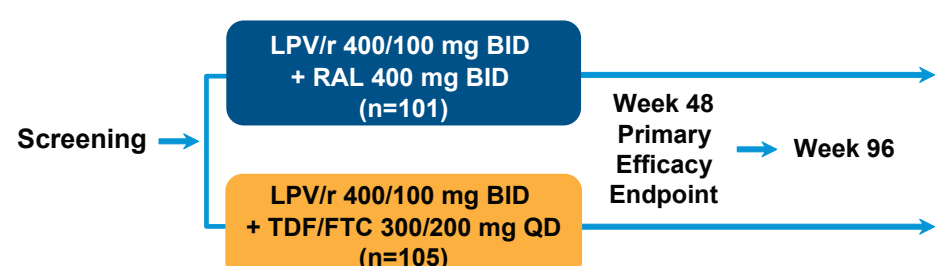 LPV/r 400/100 mg BID
+ RAL 400 mg BID
(n=101)
Screening
Week 48
Primary
Efficacy
Endpoint
Week 96
LPV/r 400/100 mg BID
+ TDF/FTC 300/200 mg QD
(n=105)